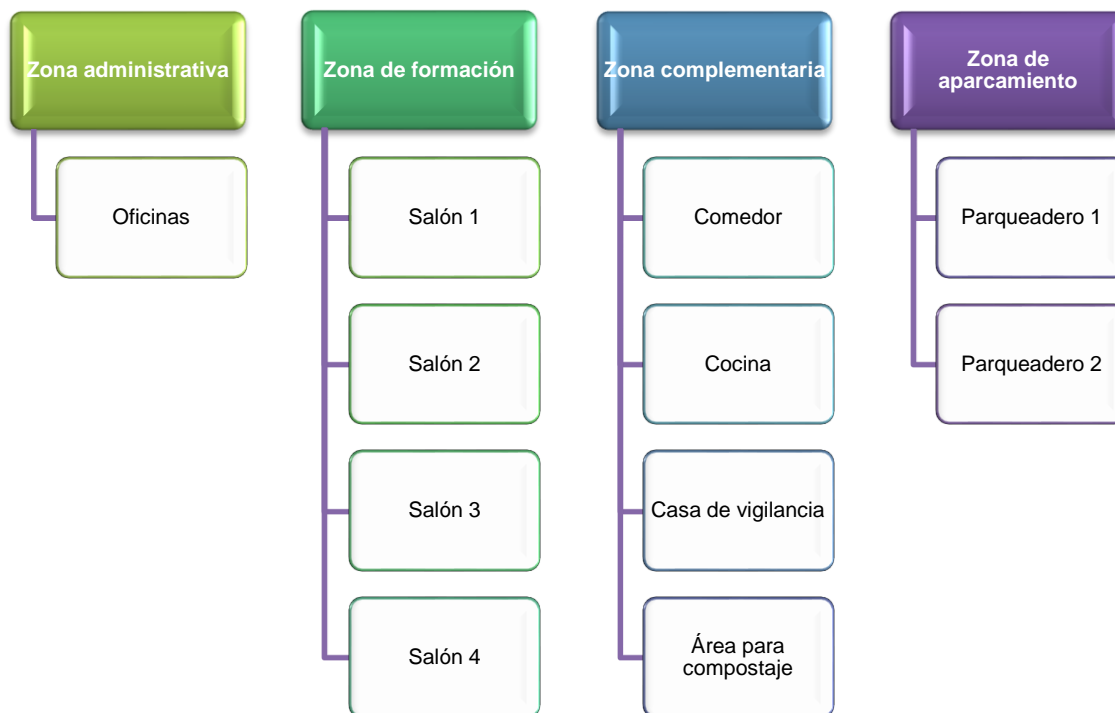 Zona administrativa
Oficinas
Zona de formación
Salón 1
Salón 2
Salón 3
Salón 4
Zona complementaria
Comedor
Cocina
Casa de vigilancia
Área para
compostaje
Zona de
aparcamiento
Parqueadero 1
Parqueadero 2